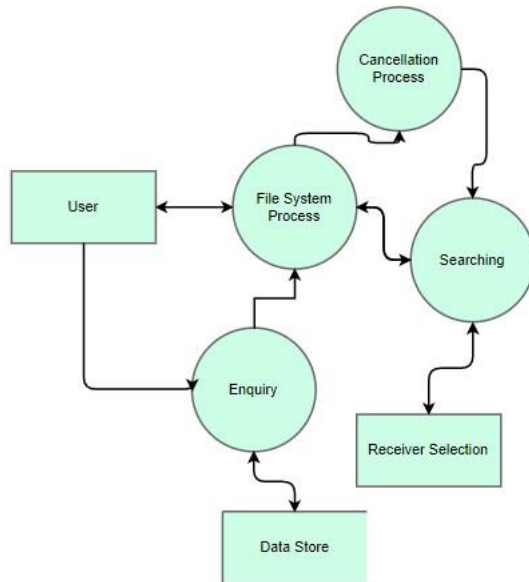 Cancellation
Process
User
File System
Process
Searching
Enquiry
Receiver Selection
Data Store